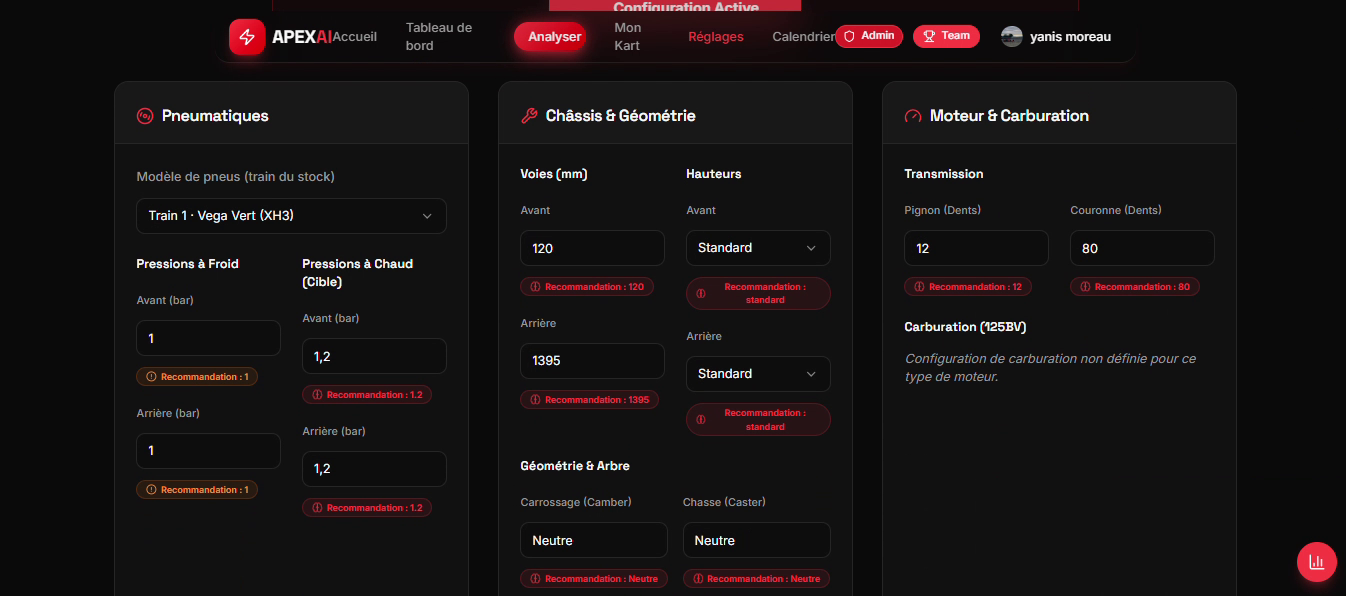 Configuration Active
APEXAI
Accueil
Tableau de
bord
Analyser
Mon
Kart
Réglages
Calendrier
Admin
Team
yanis moreau
Pneumatiques
Modèle de pneus (train du stock)
Train 1 · Vega Vert (XH3)
Pressions à Froid
Avant (bar)
1
Recommandation : 1
Arrière (bar)
1
Recommandation : 1
Pressions à Chaud
(Cible)
Avant (bar)
1,2
Recommandation : 1.2
Arrière (bar)
1,2
Recommandation : 1.2
Châssis & Géométrie
Voies (mm)
Avant
120
Recommandation : 120
Arrière
1395
Recommandation : 1395
Hauteurs
Avant
Standard
Recommandation :
standard
Arrière
Standard
Recommandation :
standard
Géométrie & Arbre
Carrossage (Camber)
Neutre
Recommandation : Neutre
Chasse (Caster)
Neutre
Recommandation : Neutre
Moteur & Carburation
Transmission
Pignon (Dents)
12
Recommandation : 12
Couronne (Dents)
80
Recommandation : 80
Carburation (125BV)
Configuration de carburation non définie pour ce
type de moteur.